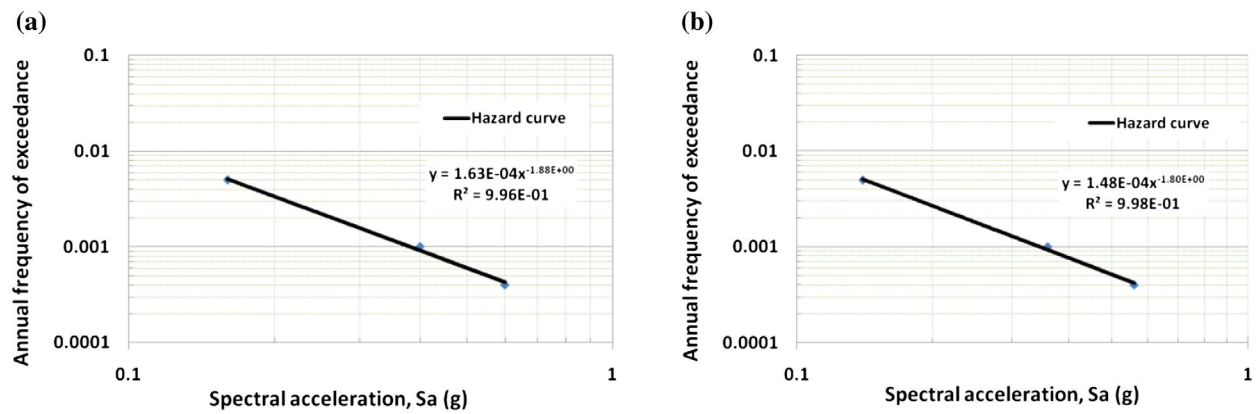 (a)
0.1
0.01
0.001
0.0001
Annual frequency of exceedance
Hazard curve
y = 1.63E-04x-1.88E+00
R² = 9.96E-01
0.1
1
Spectral acceleration, Sa (g)
(b)
0.1
0.01
0.001
0.0001
Annual frequency of exceedance
Hazard curve
y = 1.48E-04x-1.80E+00
R² = 9.98E-01
0.1
1
Spectral acceleration, Sa (g)